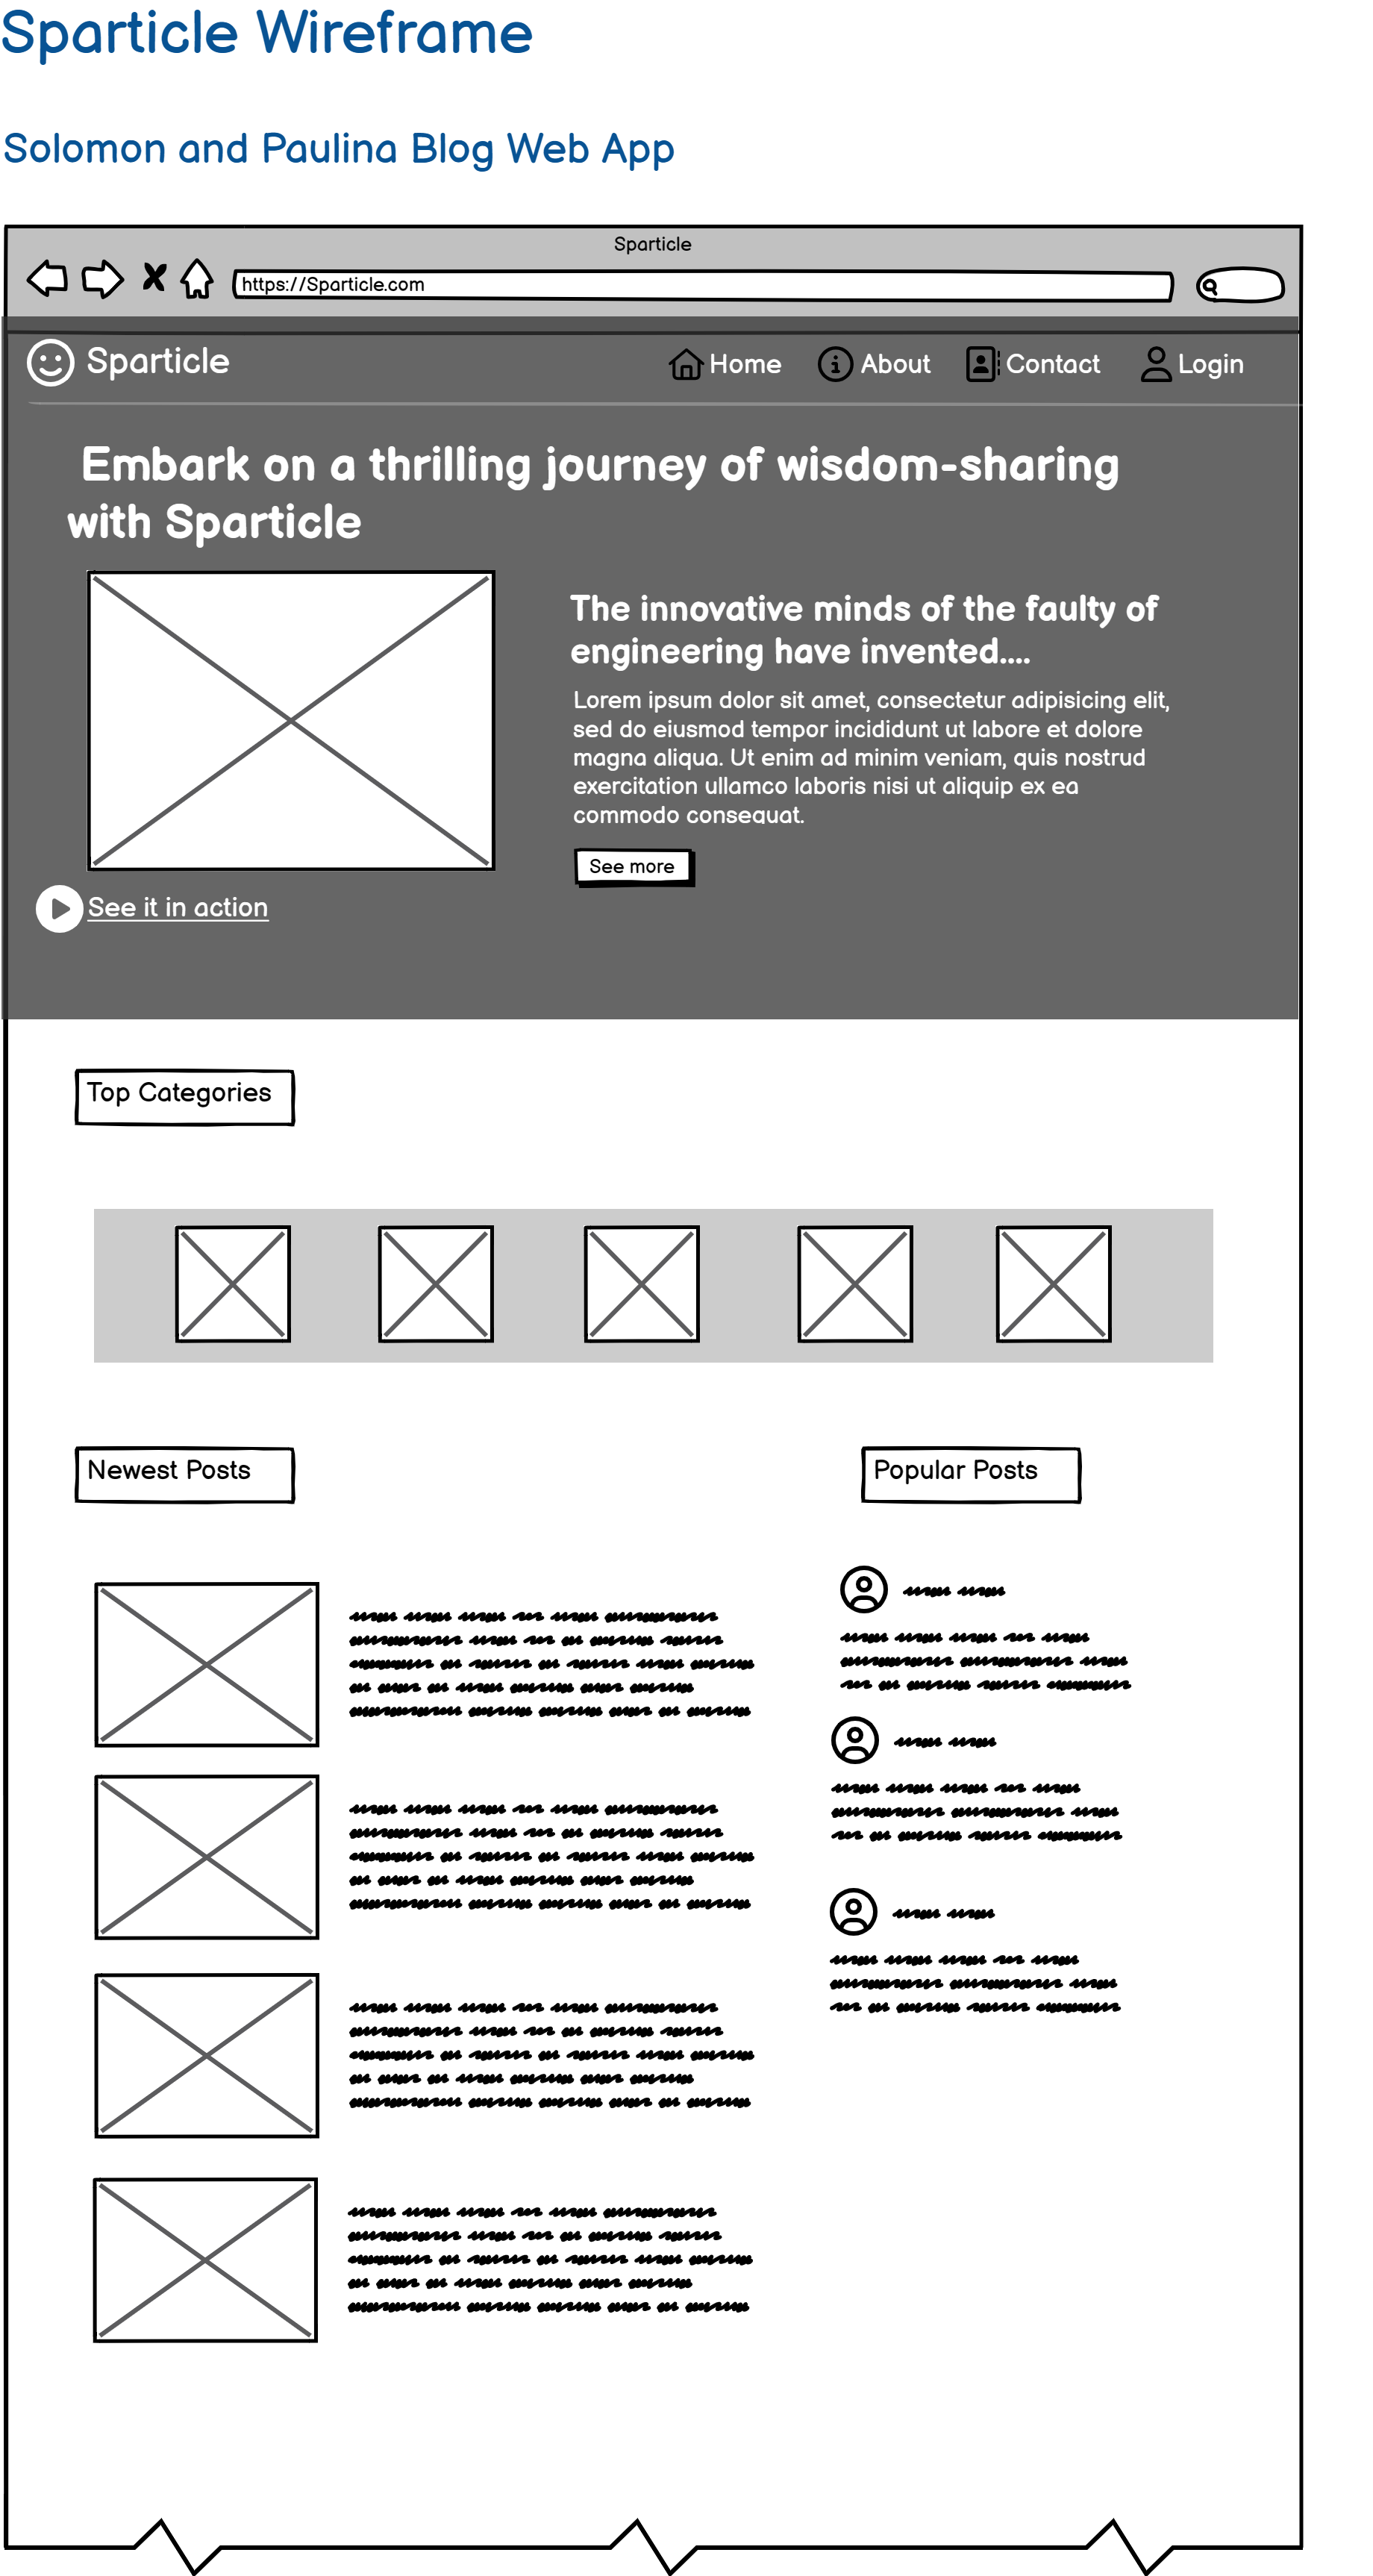 Sparticle Wireframe
Solomon and Paulina Blog Web App
Sparticle
https://Sparticle.com
Sparticle
Home
About
Contact
Login
Embark on a thrilling journey of wisdom-sharing
with Sparticle
The innovative minds of the faulty of
engineering have invented....
Lorem ipsum dolor sit amet, consectetur adipisicing elit,
sed do eiusmod tempor incididunt ut labore et dolore
magna aliqua. Ut enim ad minim veniam, quis nostrud
exercitation ullamco laboris nisi ut aliquip ex ea
commodo consequat.
See more
See it in action
Top Categories
Newest Posts
Popular Posts